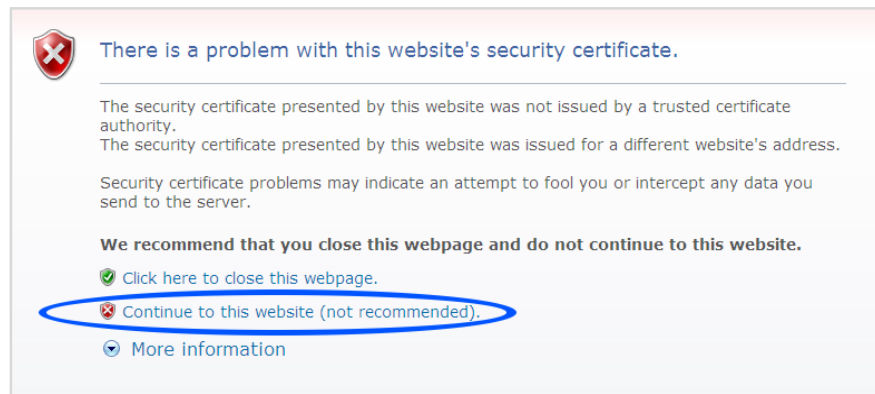 There is a problem with this website's security certificate.
The security certificate presented by this website was not issued by a trusted certificate
authority.
The security certificate presented by this website was issued for a different website's address.
Security certificate problems may indicate an attempt to fool you or intercept any data you
send to the server.
We recommend that you close this webpage and do not continue to this website.
Click here to close this webpage.
Continue to this website (not recommended).
More information